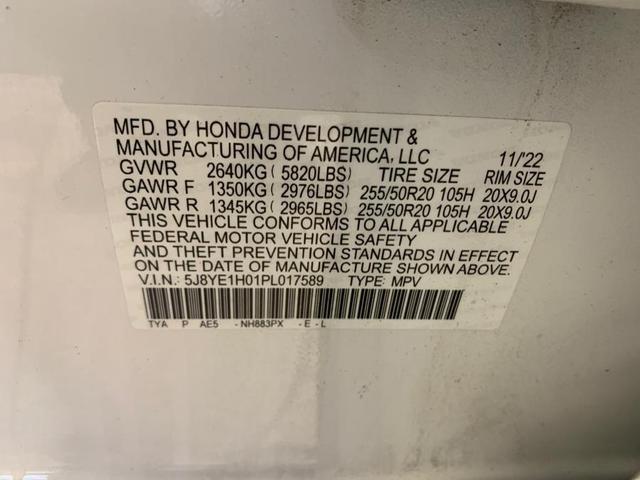 MFD. BY HONDA DEVELOPMENT &
MANUFACTURING OF AMERICA, LLC 11/'22
GVWR 2640KG ( 5820LBS) TIRE SIZE RIM SIZE
GAWR F 1350KG ( 2976LBS) 255/50R20 105H 20X9.0J
GAWR R 1345KG ( 2965LBS) 255/50R20 105H 20X9.0J
THIS VEHICLE CONFORMS TO ALL APPLICABLE
FEDERAL MOTOR VEHICLE SAFETY
AND THEFT PREVENTION STANDARDS IN EFFECT
ON THE DATE OF MANUFACTURE SHOWN ABOVE.
V.I.N.: 5J8YE1H01PL017589 TYPE: MPV
TYA P AE5 -NH883PX -E-L